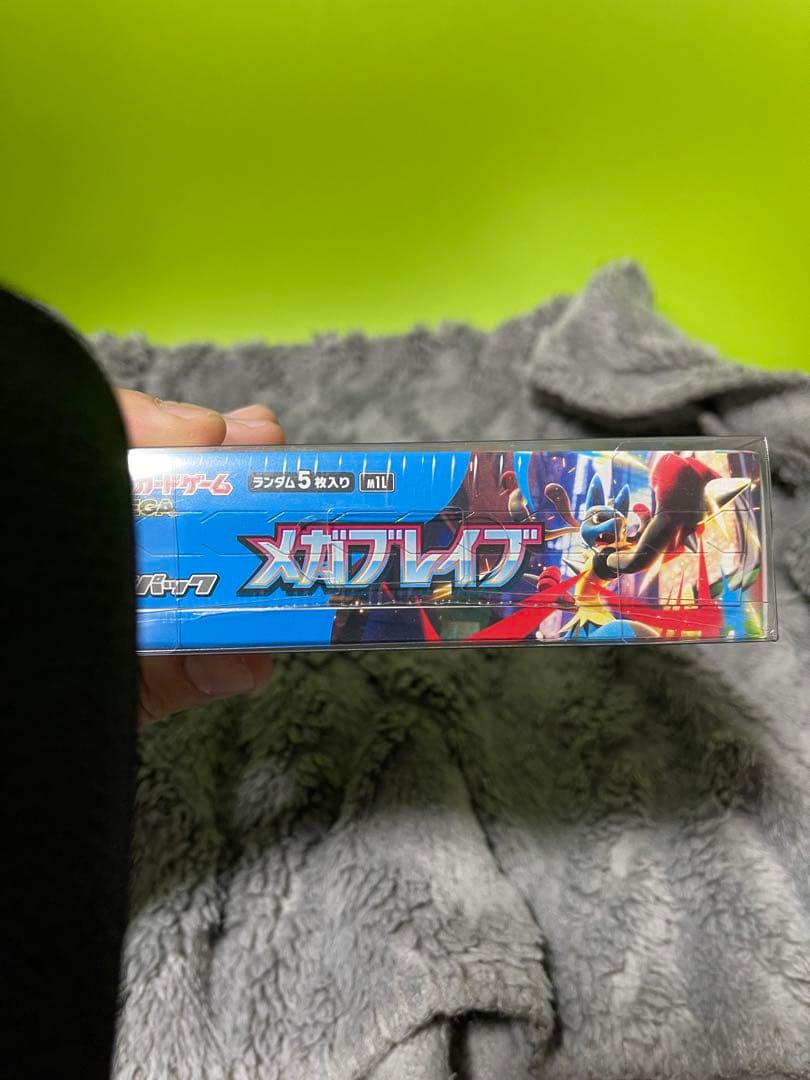 カードゲーム
ランダム5枚入り M1L
EGA
メガブレイブ
パック